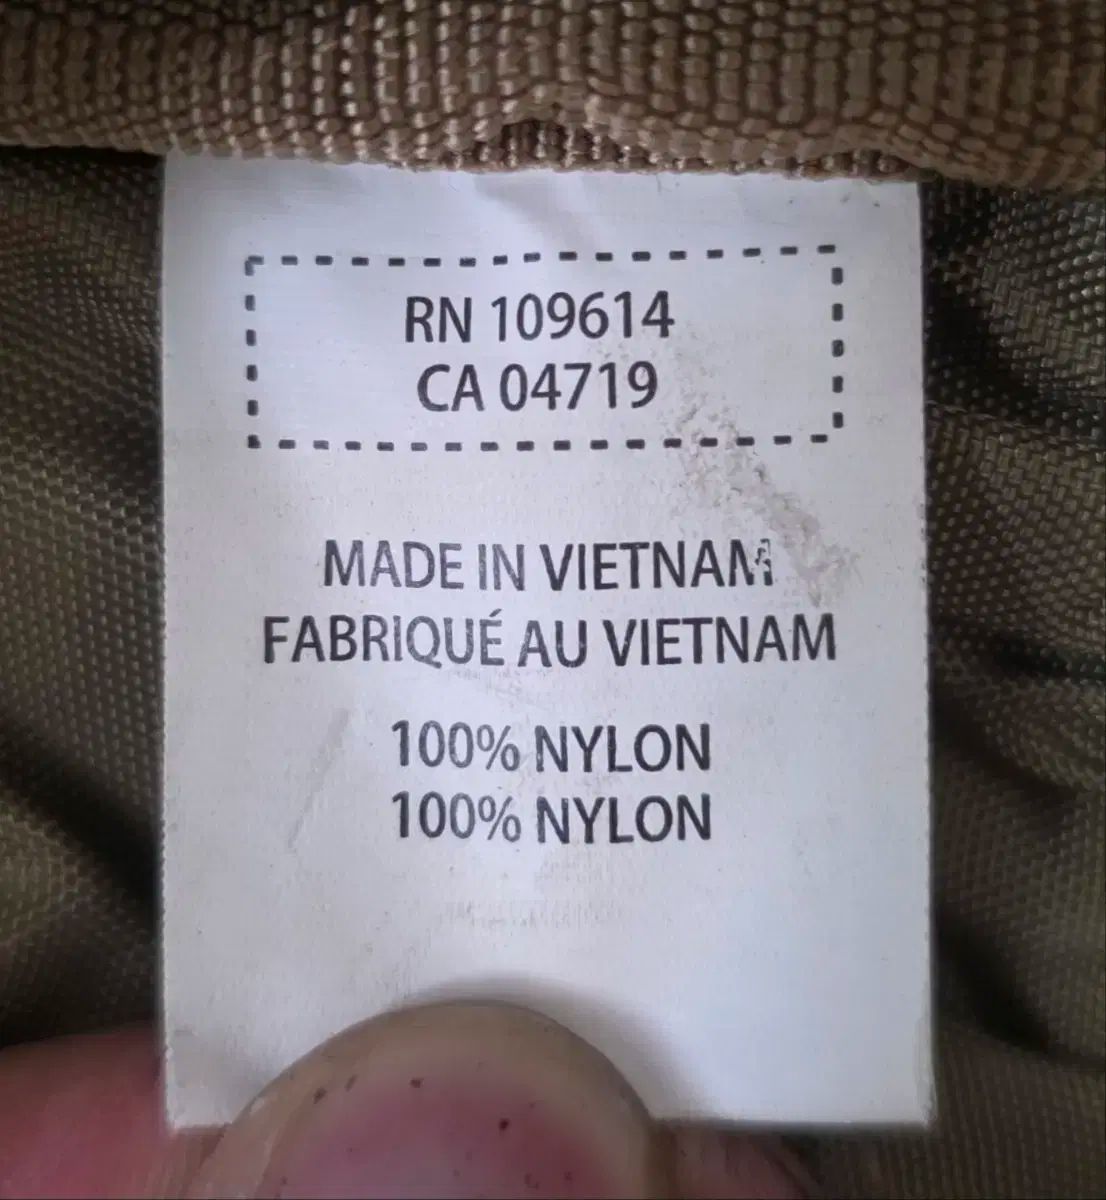 RN 109614
CA 04719
MADE IN VIETNAM
FABRIQUÉ AU VIETNAM
100% NYLON
100% NYLON